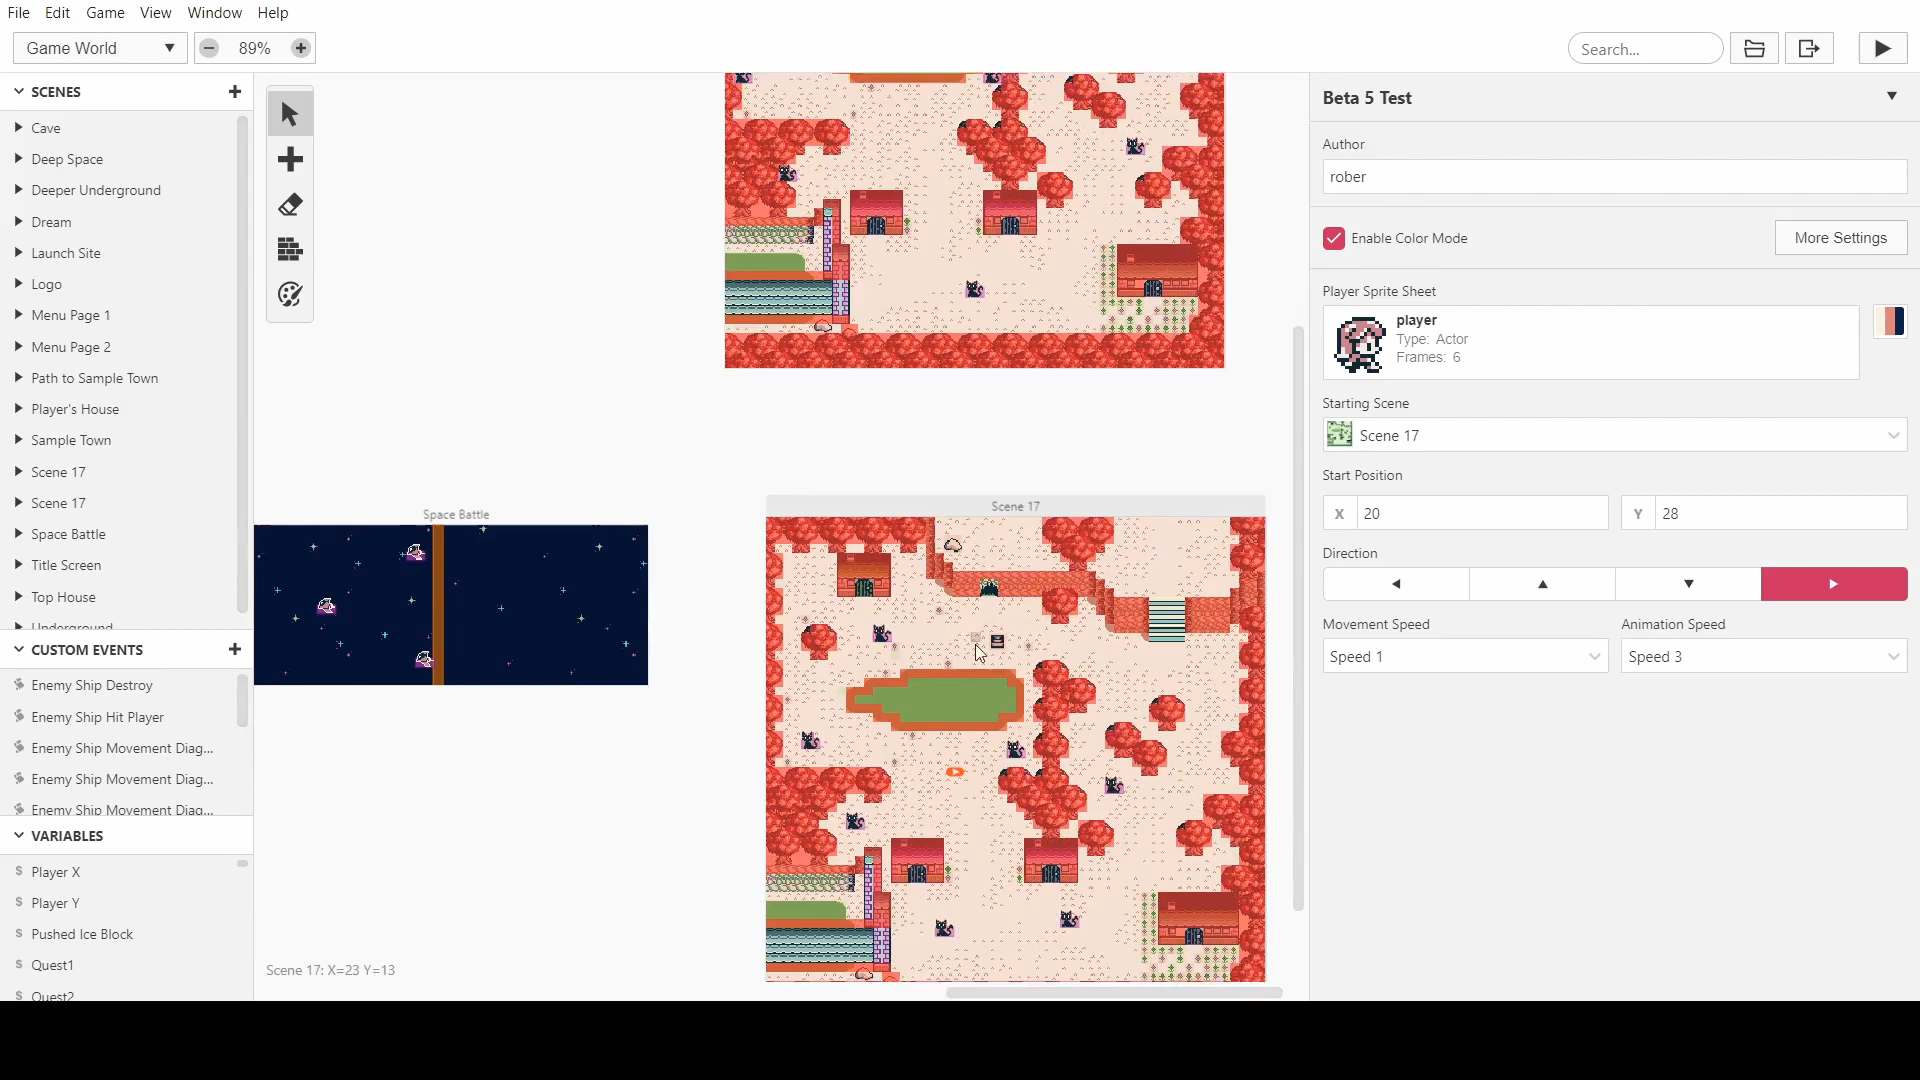 File Edit Game View Window Help
Game World 89% Search...
SCENES
Cave
Deep Space
Deeper Underground
Dream
Launch Site
Logo
Menu Page 1
Menu Page 2
Path to Sample Town
Player's House
Sample Town
Scene 17
Scene 17
Space Battle
Title Screen
Top House
Underground
CUSTOM EVENTS
Enemy Ship Destroy
Enemy Ship Hit Player
Enemy Ship Movement Diag...
Enemy Ship Movement Diag...
Enemy Ship Movement Diag...
VARIABLES
$ Player X
$ Player Y
$ Pushed Ice Block
$ Quest1
$ Quest2
Space Battle
Scene 17
Scene 17: X=23 Y=13
Beta 5 Test
Author
rober
Enable Color Mode More Settings
Player Sprite Sheet
player
Type: Actor
Frames: 6
Starting Scene
Scene 17
Start Position
X 20 Y 28
Direction
Movement Speed Animation Speed
Speed 1 Speed 3